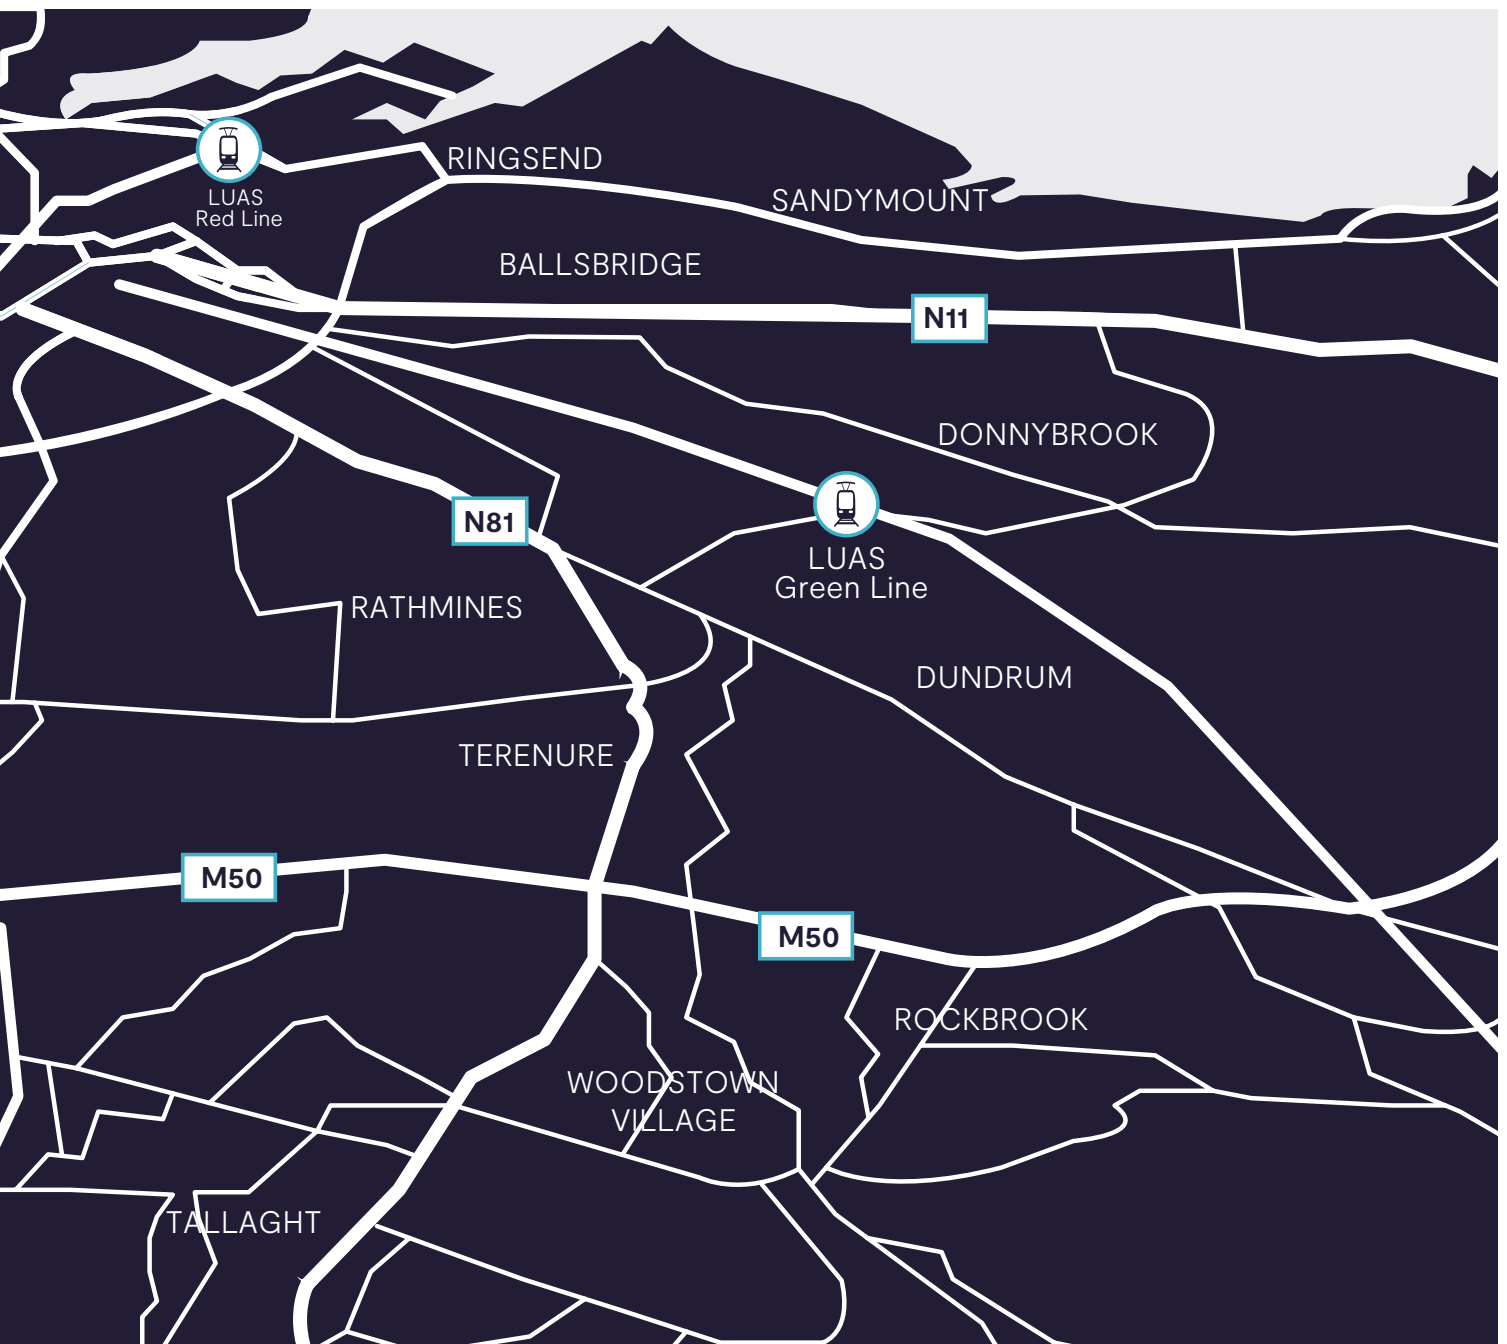 RINGSEND
LUAS
Red Line
SANDYMOUNT
BALLSBRIDGE
N11
DONNYBROOK
N81
LUAS
Green Line
RATHMINES
DUNDRUM
TERENURE
M50
M50
ROCKBROOK
WOODSTOWN
VILLAGE
TALLAGHT